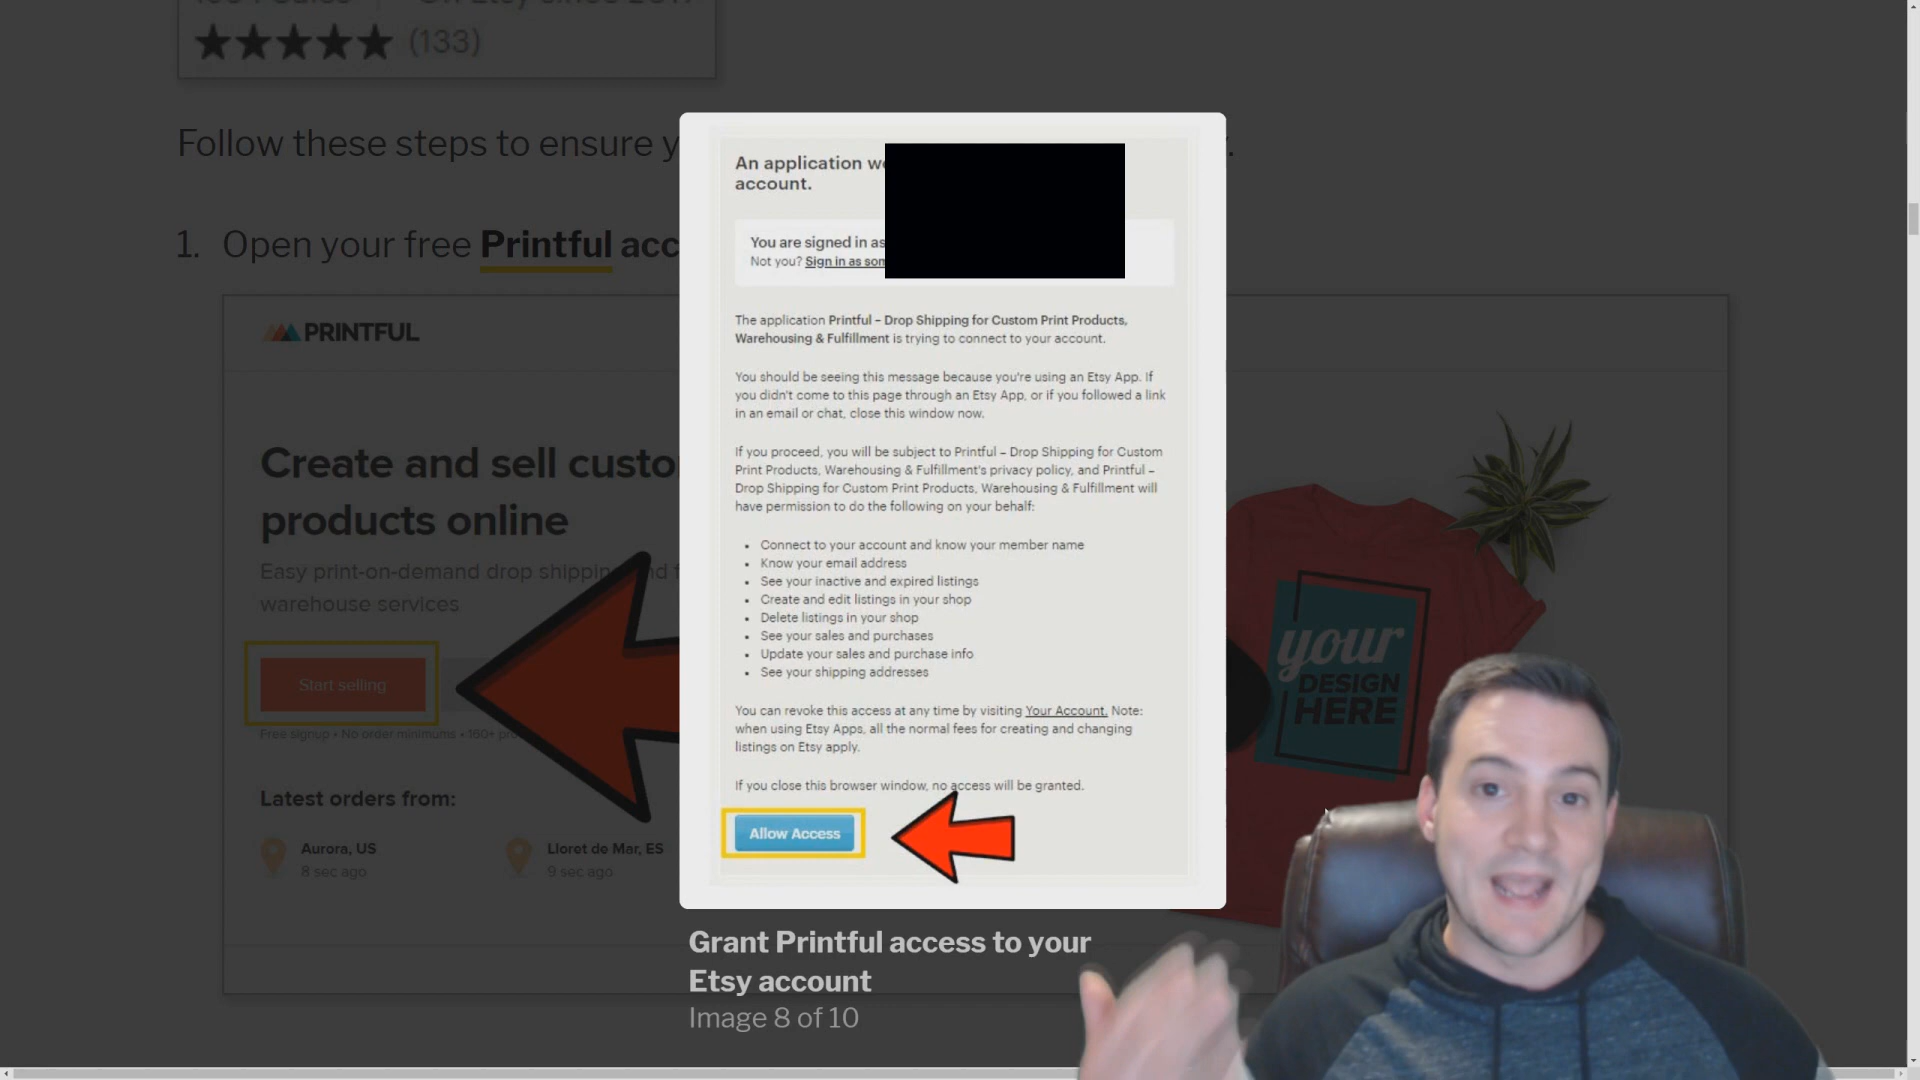 On Etsy since 2017
(133)
Follow these steps to ensure
1. Open your free Printful
PRINTFUL
Create and sell
products online
Easy print-on-demand drop shipping
warehouse services
Start selling
Free signup • No order minimums • 160+
Latest orders from:
Aurora, US
8 sec ago
Lloret de Mar, ES
9 sec ago
your
DESIGN
HERE
An application
account.
You are signed in as
Not you? Sign in as
The application Printful – Drop Shipping for Custom Print Products,
Warehousing & Fulfillment is trying to connect to your account.
You should be seeing this message because you're using an Etsy App. If
you didn't come to this page through an Etsy App, or if you followed a link
in an email or chat, close this window now.
If you proceed, you will be subject to Printful – Drop Shipping for Custom
Print Products, Warehousing & Fulfillment's privacy policy, and Printful –
Drop Shipping for Custom Print Products, Warehousing & Fulfillment will
have permission to do the following on your behalf:
• Connect to your account and know your member name
• Know your email address
• See your inactive and expired listings
• Create and edit listings in your shop
• Delete listings in your shop
• See your sales and purchases
• Update your sales and purchase info
• See your shipping addresses
You can revoke this access at any time by visiting Your Account. Note:
when using Etsy Apps, all the normal fees for creating and changing
listings on Etsy apply.
If you close this browser window, no access will be granted.
Allow Access
Grant Printful access to your
Etsy account
Image 8 of 10